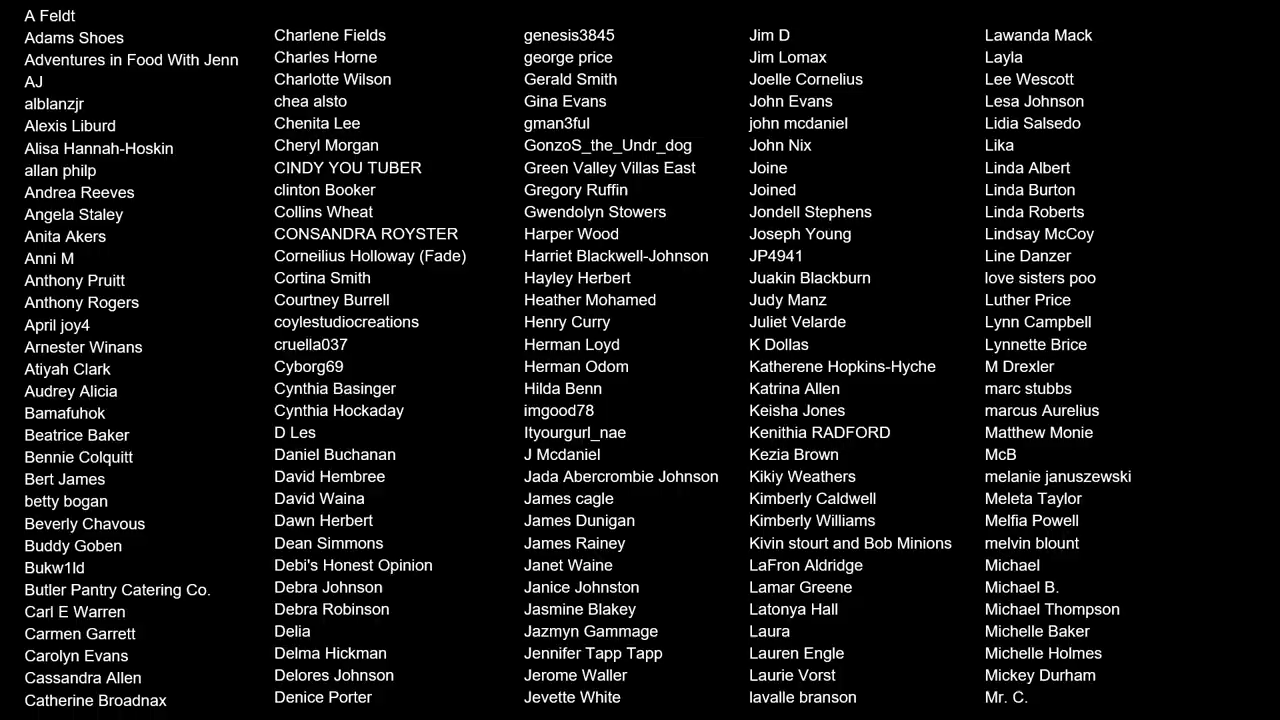 A Feldt
Adams Shoes
Adventures in Food With Jenn
AJ
alblanzjr
Alexis Liburd
Alisa Hannah-Hoskin
allan philp
Andrea Reeves
Angela Staley
Anita Akers
Anni M
Anthony Pruitt
Anthony Rogers
April joy4
Arnester Winans
Atiyah Clark
Audrey Alicia
Bamafuhok
Beatrice Baker
Bennie Colquitt
Bert James
betty bogan
Beverly Chavous
Buddy Goben
Bukw1ld
Butler Pantry Catering Co.
Carl E Warren
Carmen Garrett
Carolyn Evans
Cassandra Allen
Catherine Broadnax
Charlene Fields
Charles Horne
Charlotte Wilson
chea alsto
Chenita Lee
Cheryl Morgan
CINDY YOU TUBER
clinton Booker
Collins Wheat
CONSANDRA ROYSTER
Corneilius Holloway (Fade)
Cortina Smith
Courtney Burrell
coylestudiocreations
cruella037
Cyborg69
Cynthia Basinger
Cynthia Hockaday
D Les
Daniel Buchanan
David Hembree
David Waina
Dawn Herbert
Dean Simmons
Debi's Honest Opinion
Debra Johnson
Debra Robinson
Delia
Delma Hickman
Delores Johnson
Denice Porter
genesis3845
george price
Gerald Smith
Gina Evans
gman3ful
GonzoS_the_Undr_dog
Green Valley Villas East
Gregory Ruffin
Gwendolyn Stowers
Harper Wood
Harriet Blackwell-Johnson
Hayley Herbert
Heather Mohamed
Henry Curry
Herman Loyd
Herman Odom
Hilda Benn
imgood78
Ityourgurl_nae
J Mcdaniel
Jada Abercrombie Johnson
James cagle
James Dunigan
James Rainey
Janet Waine
Janice Johnston
Jasmine Blakey
Jazmyn Gammage
Jennifer Tapp Tapp
Jerome Waller
Jevette White
Jim D
Jim Lomax
Joelle Cornelius
John Evans
john mcdaniel
John Nix
Joine
Joined
Jondell Stephens
Joseph Young
JP4941
Juakin Blackburn
Judy Manz
Juliet Velarde
K Dollas
Katherene Hopkins-Hyche
Katrina Allen
Keisha Jones
Kenithia RADFORD
Kezia Brown
Kikiy Weathers
Kimberly Caldwell
Kimberly Williams
Kivin stourt and Bob Minions
LaFron Aldridge
Lamar Greene
Latonya Hall
Laura
Lauren Engle
Laurie Vorst
lavalle branson
Lawanda Mack
Layla
Lee Wescott
Lesa Johnson
Lidia Salsedo
Lika
Linda Albert
Linda Burton
Linda Roberts
Lindsay McCoy
Line Danzer
love sisters poo
Luther Price
Lynn Campbell
Lynnette Brice
M Drexler
marc stubbs
marcus Aurelius
Matthew Monie
McB
melanie januszewski
Meleta Taylor
Melfia Powell
melvin blount
Michael
Michael B.
Michael Thompson
Michelle Baker
Michelle Holmes
Mickey Durham
Mr. C.